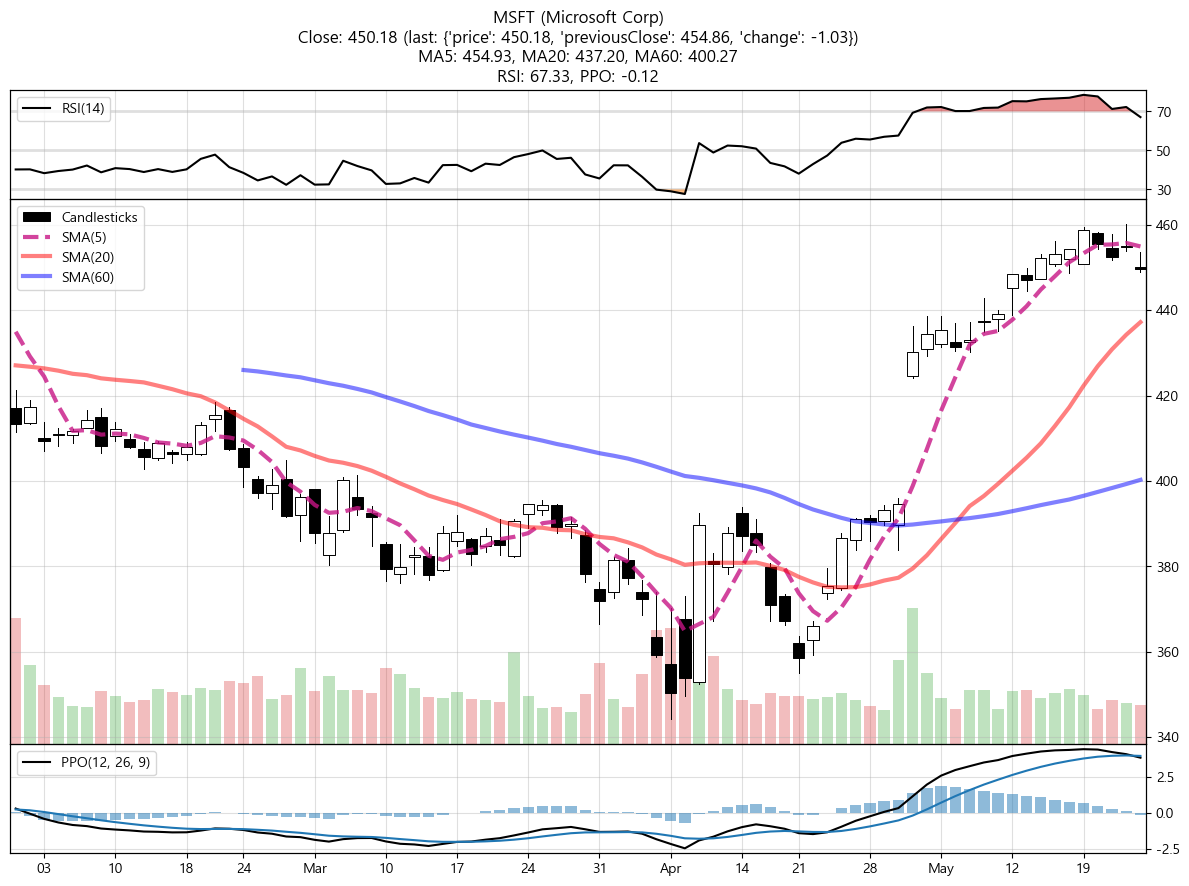 MSFT (Microsoft Corp)
Close: 450.18 (last: {'price': 450.18, 'previousClose': 454.86, 'change': -1.03})
MA5: 454.93, MA20: 437.20, MA60: 400.27
RSI: 67.33, PPO: -0.12
RSI(14)
70
50
30
Candlesticks
SMA(5)
SMA(20)
SMA(60)
460
440
420
400
380
360
340
PPO(12, 26, 9)
2.5
0.0
−2.5
03 10 18 24 Mar 10 17 24 31 Apr 14 21 28 May 12 19